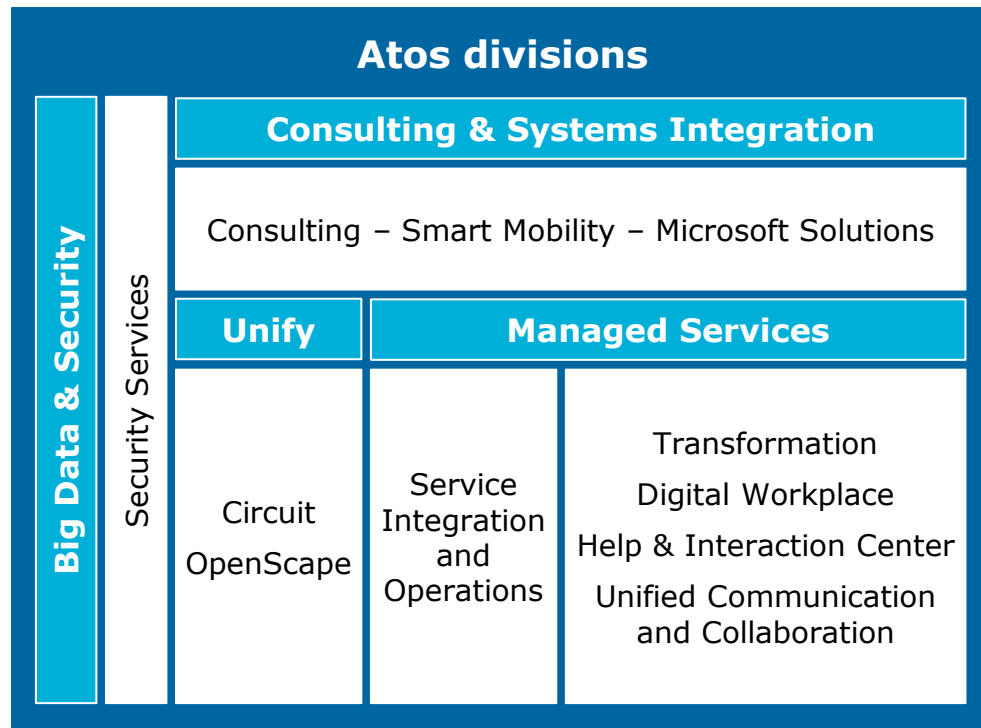 Atos divisions
Big Data & Security
Security Services
Consulting & Systems Integration
Consulting – Smart Mobility – Microsoft Solutions
Unify
Managed Services
Circuit
OpenScape
Service
Integration
and
Operations
Transformation
Digital Workplace
Help & Interaction Center
Unified Communication
and Collaboration